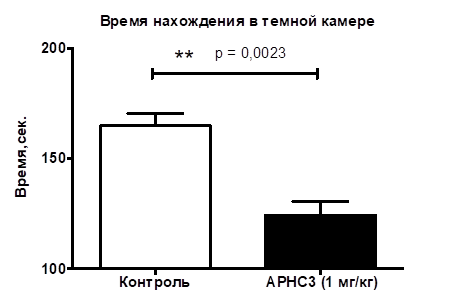 Время нахождения в темной камере
200
** p = 0,0023
Время,сек.
150
100
Контроль
APHC3 (1 мг/кг)